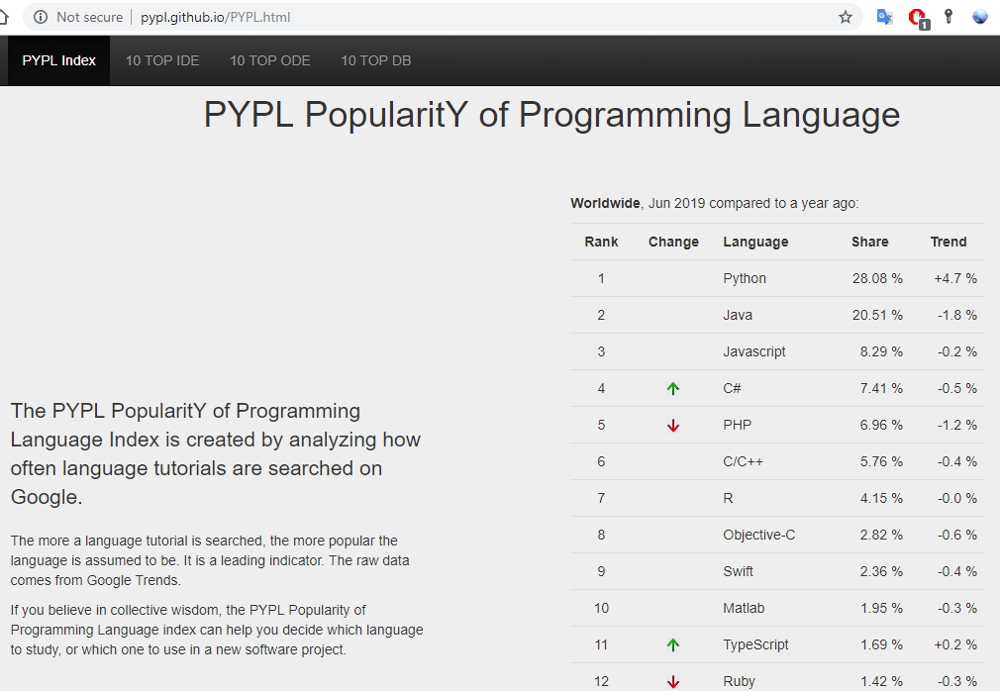 Not secure | pypl.github.io/PYPL.html
1
PYPL Index 10 TOP IDE 10 TOP ODE 10 TOP DB
PYPL PopularitY of Programming Language
The PYPL PopularitY of Programming
Language Index is created by analyzing how
often language tutorials are searched on
Google.
The more a language tutorial is searched, the more popular the
language is assumed to be. It is a leading indicator. The raw data
comes from Google Trends.
If you believe in collective wisdom, the PYPL Popularity of
Programming Language index can help you decide which language
to study, or which one to use in a new software project.
Worldwide, Jun 2019 compared to a year ago:
Rank Change Language Share Trend
1 Python 28.08 % +4.7 %
2 Java 20.51 % -1.8 %
3 Javascript 8.29 % -0.2 %
4 C# 7.41 % -0.5 %
5 PHP 6.96 % -1.2 %
6 C/C++ 5.76 % -0.4 %
7 R 4.15 % -0.0 %
8 Objective-C 2.82 % -0.6 %
9 Swift 2.36 % -0.4 %
10 Matlab 1.95 % -0.3 %
11 TypeScript 1.69 % +0.2 %
12 Ruby 1.42 % -0.3 %